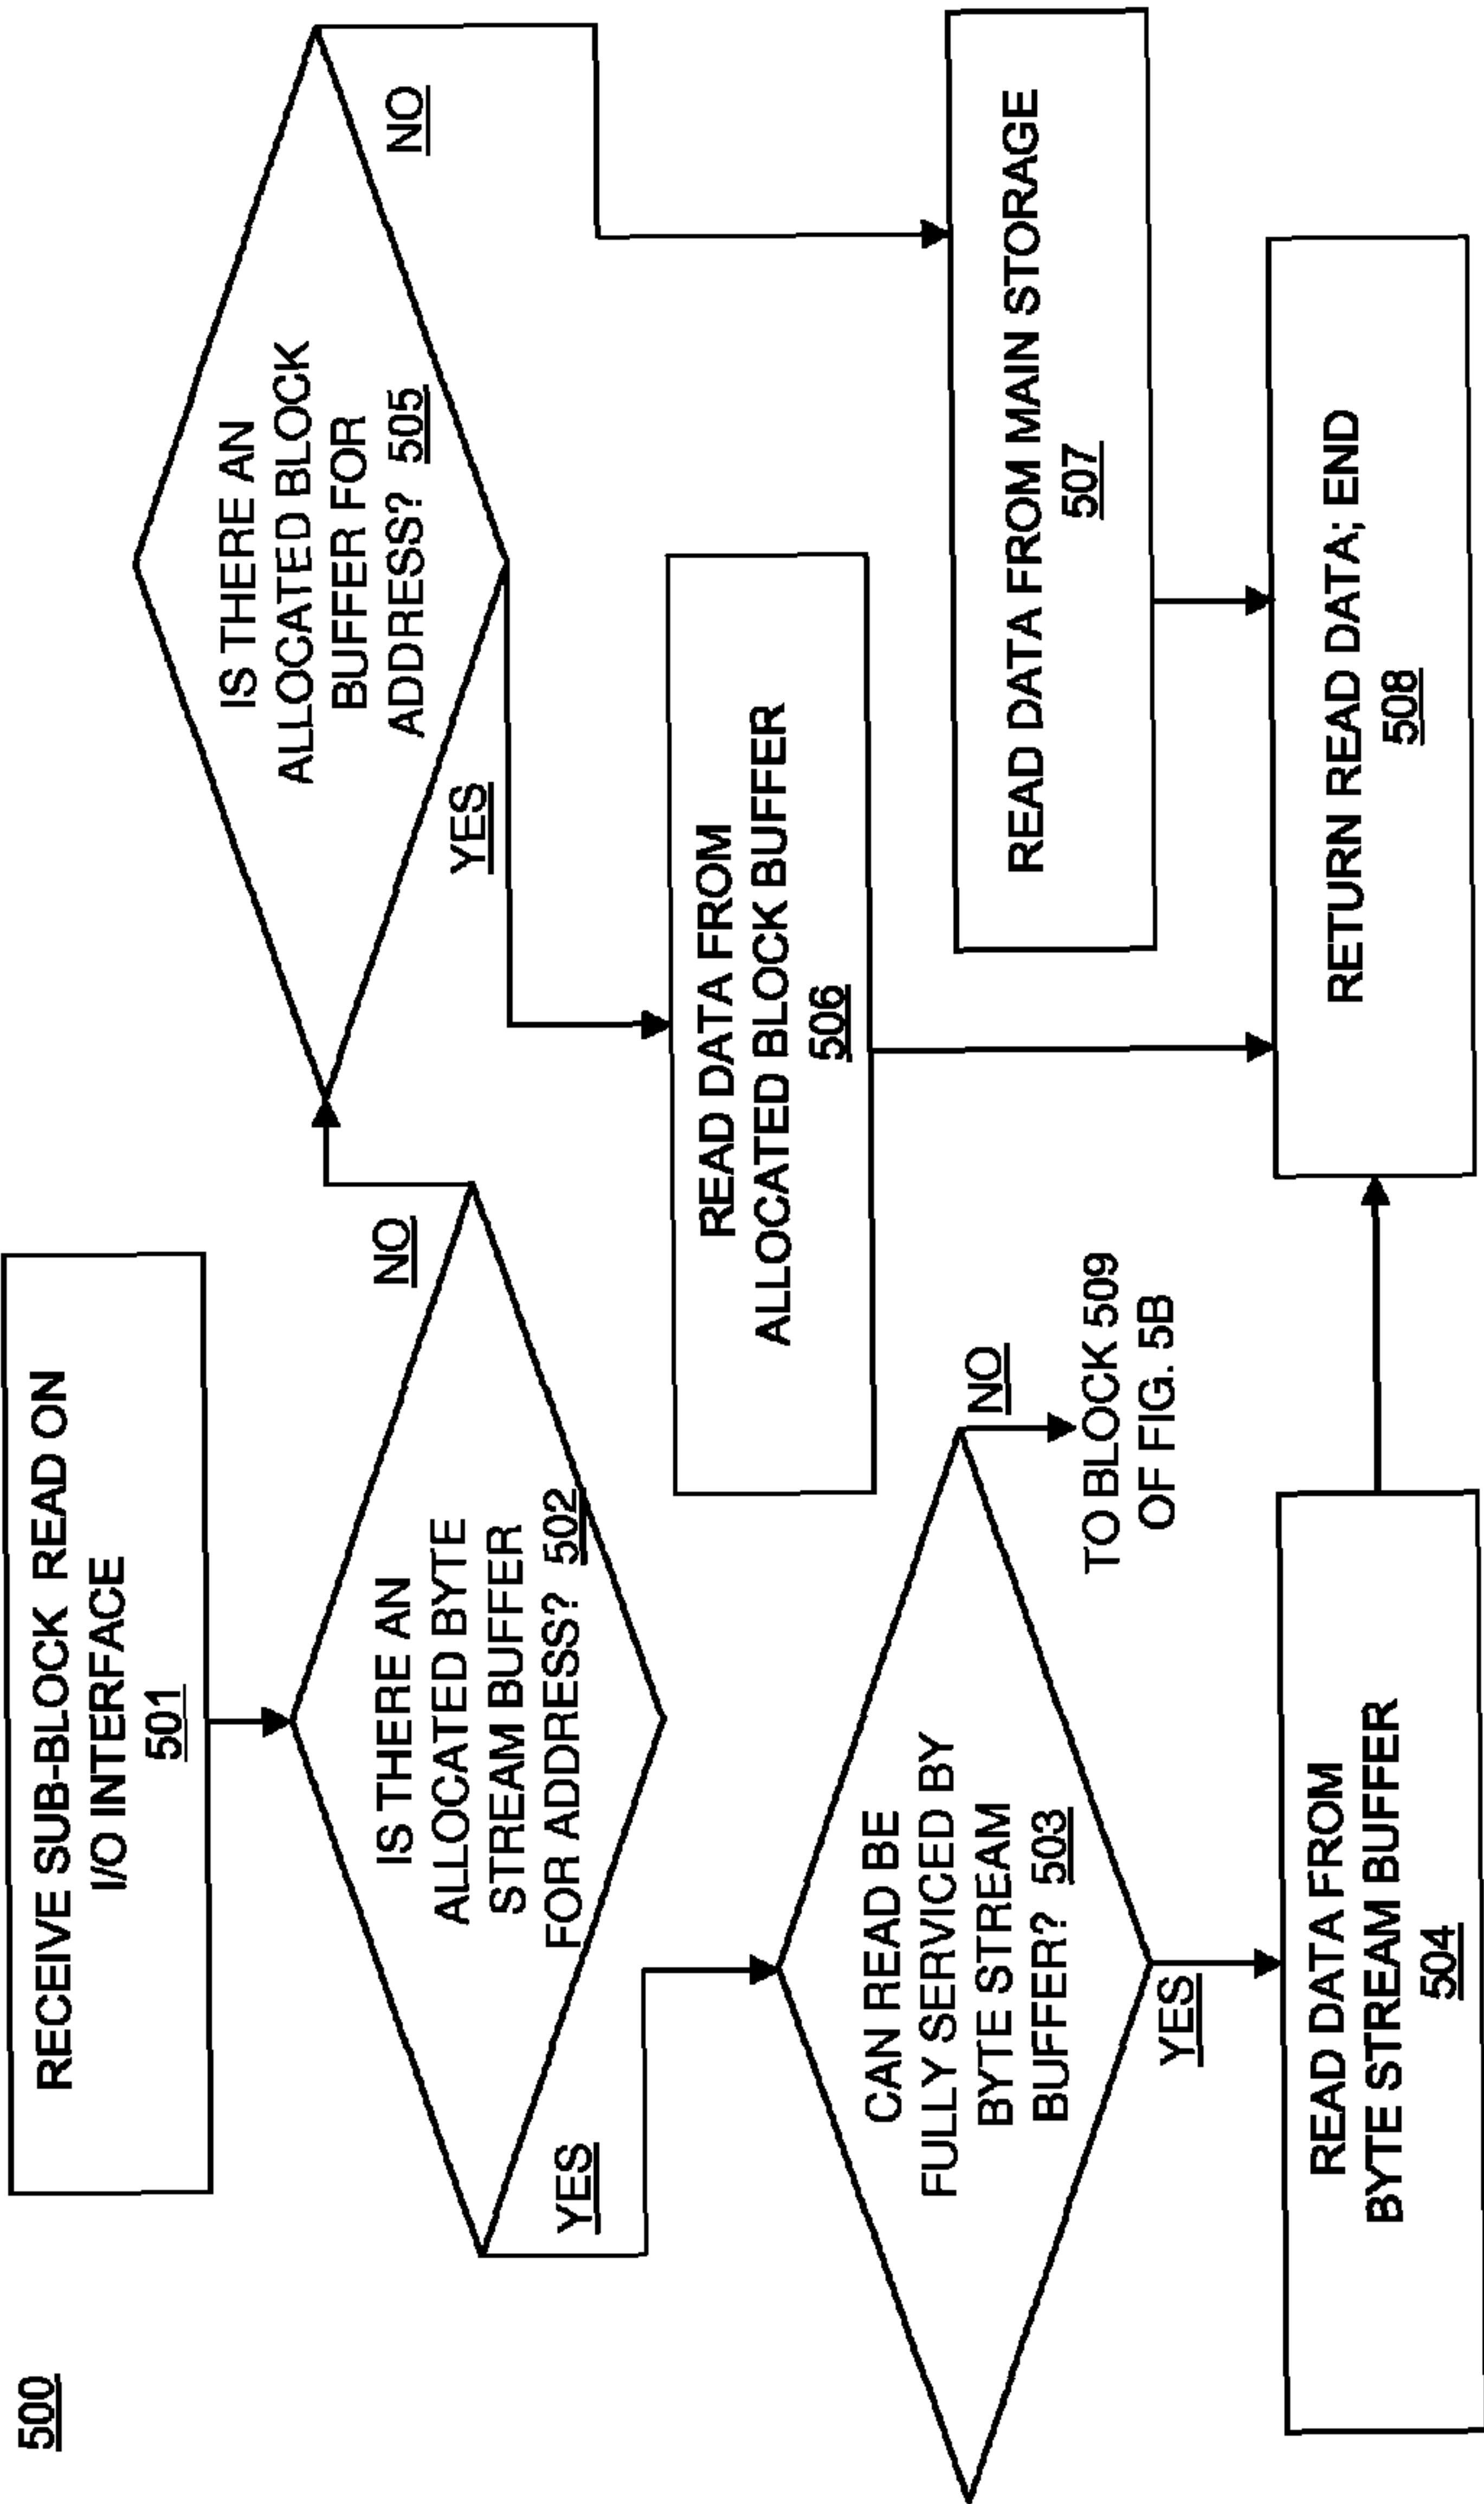 500
RECEIVE SUB-BLOCK READ ON
I/O INTERFACE
501
IS THERE AN
ALLOCATED BYTE
STREAM BUFFER
FOR ADDRESS? 502
NO
YES
CAN READ BE
FULLY SERVICED BY
BYTE STREAM
BUFFER? 503
NO
TO BLOCK 509
OF FIG. 5B
YES
READ DATA FROM
BYTE STREAM BUFFER
504
IS THERE AN
ALLOCATED BLOCK
BUFFER FOR
ADDRESS? 505
NO
YES
READ DATA FROM
ALLOCATED BLOCK BUFFER
506
READ DATA FROM MAIN STORAGE
507
RETURN READ DATA; END
508